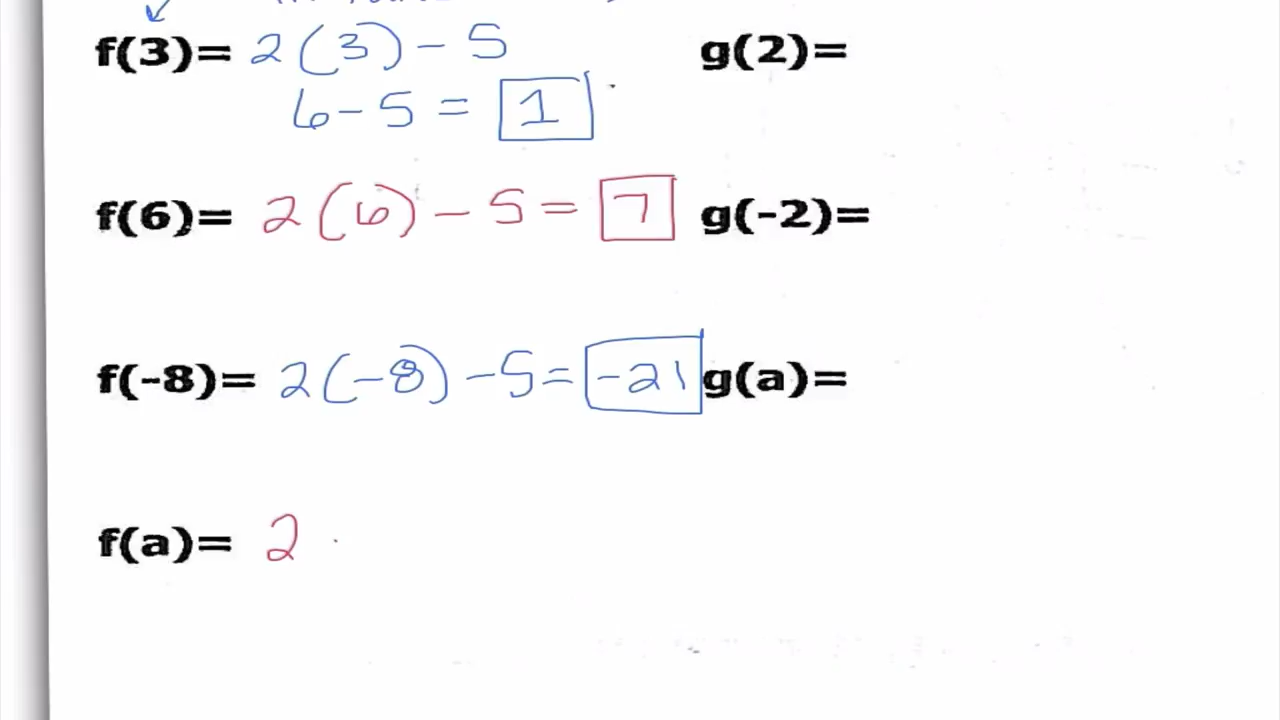 f(3)= 2(3) - 5
g(2)=
6 - 5 = 1
f(6)= 2(6) - 5 = 7
g(-2)=
f(-8)= 2(-8) - 5 = -21
g(a)=
f(a)= 2